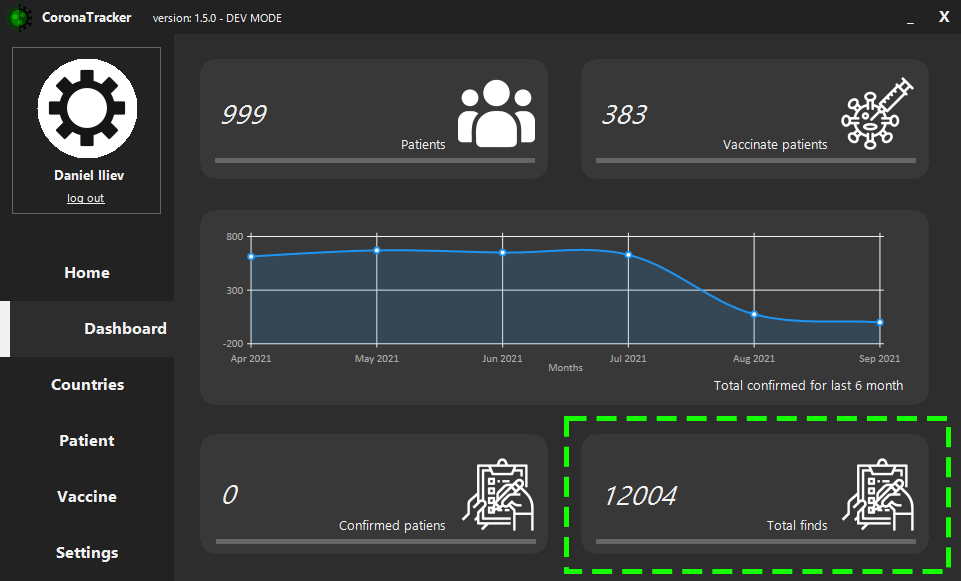 CoronaTracker version: 1.5.0 - DEV MODE _ X
Daniel Iliev
log out
Home
Dashboard
Countries
Patient
Vaccine
Settings
999
Patients
383
Vaccinate patients
800
300
-200
Apr 2021 May 2021 Jun 2021 Jul 2021 Aug 2021 Sep 2021
Months
Total confirmed for last 6 month
0
Confirmed patiens
12004
Total finds